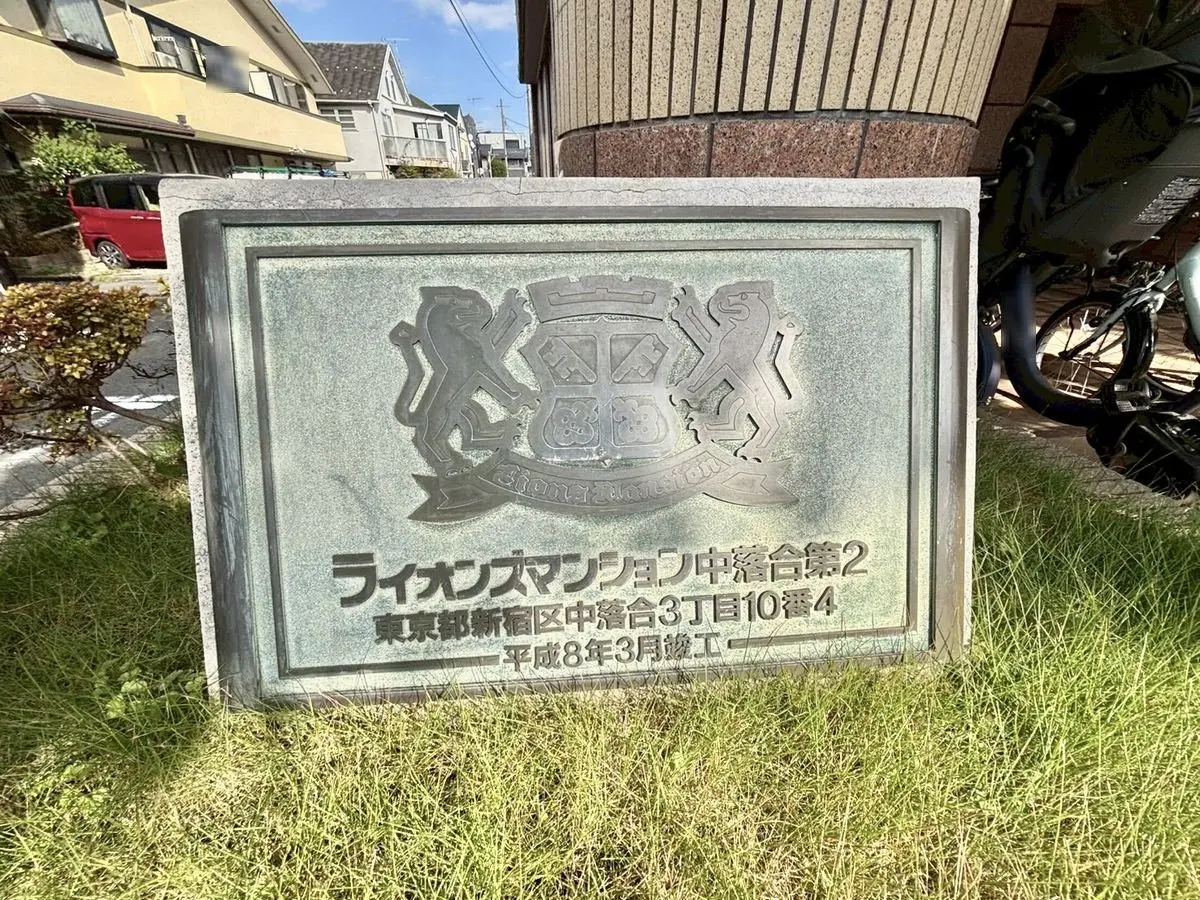 Lions Mansion
ライオンズマンション中落合第2
東京都新宿区中落合3丁目10番4
平成8年3月竣工